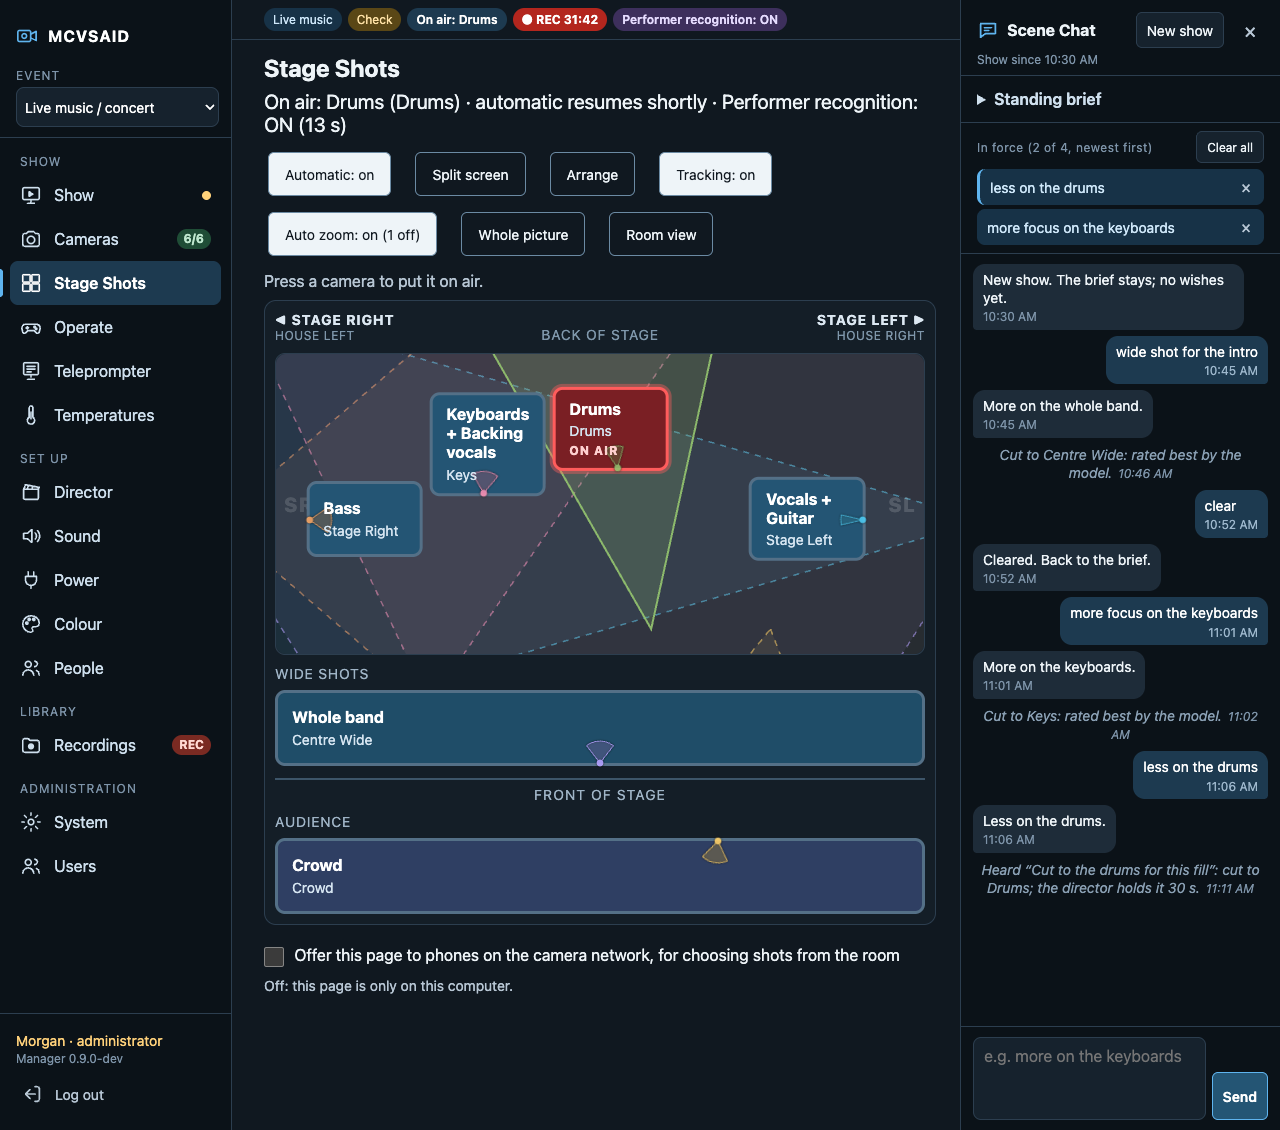 MCVSAID
EVENT
Live music / concert
SHOW
Show
Cameras 6/6
Stage Shots
Operate
Teleprompter
Temperatures
SET UP
Director
Sound
Power
Colour
People
LIBRARY
Recordings REC
ADMINISTRATION
System
Users
Morgan · administrator
Manager 0.9.0-dev
Log out
Live music Check On air: Drums REC 31:42 Performer recognition: ON
Stage Shots
On air: Drums (Drums) · automatic resumes shortly · Performer recognition:
ON (13 s)
Automatic: on Split screen Arrange Tracking: on
Auto zoom: on (1 off) Whole picture Room view
Press a camera to put it on air.
◀ STAGE RIGHT STAGE LEFT ▶
HOUSE LEFT BACK OF STAGE HOUSE RIGHT
Keyboards
+ Backing
vocals
Keys
Drums
Drums
ON AIR
SR
Bass
Stage Right
Vocals +
Guitar
Stage Left
SL
WIDE SHOTS
Whole band
Centre Wide
FRONT OF STAGE
AUDIENCE
Crowd
Crowd
Offer this page to phones on the camera network, for choosing shots from the room
Off: this page is only on this computer.
Scene Chat New show ×
Show since 10:30 AM
▶ Standing brief
In force (2 of 4, newest first) Clear all
less on the drums ×
more focus on the keyboards ×
New show. The brief stays; no wishes
yet.
10:30 AM
wide shot for the intro
10:45 AM
More on the whole band.
10:45 AM
Cut to Centre Wide: rated best by the
model. 10:46 AM
clear
10:52 AM
Cleared. Back to the brief.
10:52 AM
more focus on the keyboards
11:01 AM
More on the keyboards.
11:01 AM
Cut to Keys: rated best by the model. 11:02
AM
less on the drums
11:06 AM
Less on the drums.
11:06 AM
Heard “Cut to the drums for this fill”: cut to
Drums; the director holds it 30 s. 11:11 AM
e.g. more on the keyboards
Send